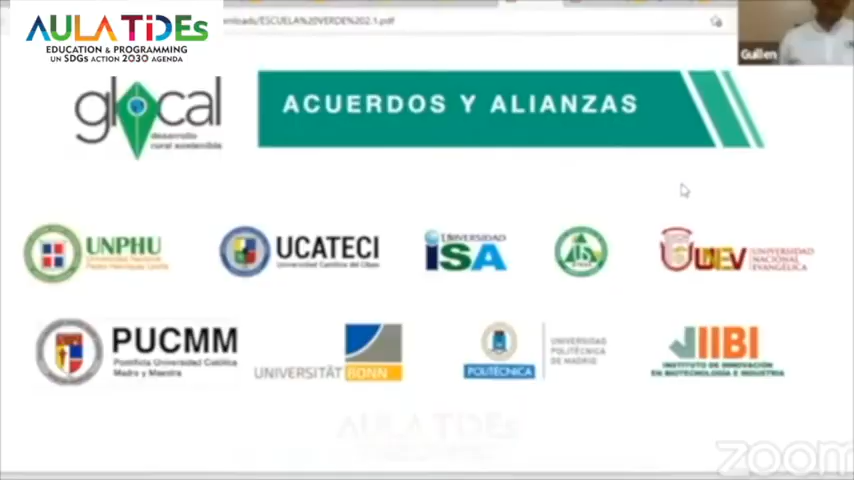 AULA TiDEs
EDUCATION & PROGRAMMING
UN SDGs ACTION 2030 AGENDA
ESCUELA%20VERDE%202.1.pdf
Guillen
glocal
desarrollo
rural sostenible
ACUERDOS Y ALIANZAS
UNPHU
Universidad Nacional
Pedro Henríquez Ureña
UCATECI
Universidad Católica del Cibao
UNIVERSIDAD
ISA
UNEV
UNIVERSIDAD
NACIONAL
EVANGÉLICA
PUCMM
Pontificia Universidad Católica
Madre y Maestra
UNIVERSITÄT BONN
POLITÉCNICA
UNIVERSIDAD
POLITÉCNICA
DE MADRID
IIBI
INSTITUTO DE INNOVACIÓN
EN BIOTECNOLOGÍA E INDUSTRIA
AULA TiDEs
zoom